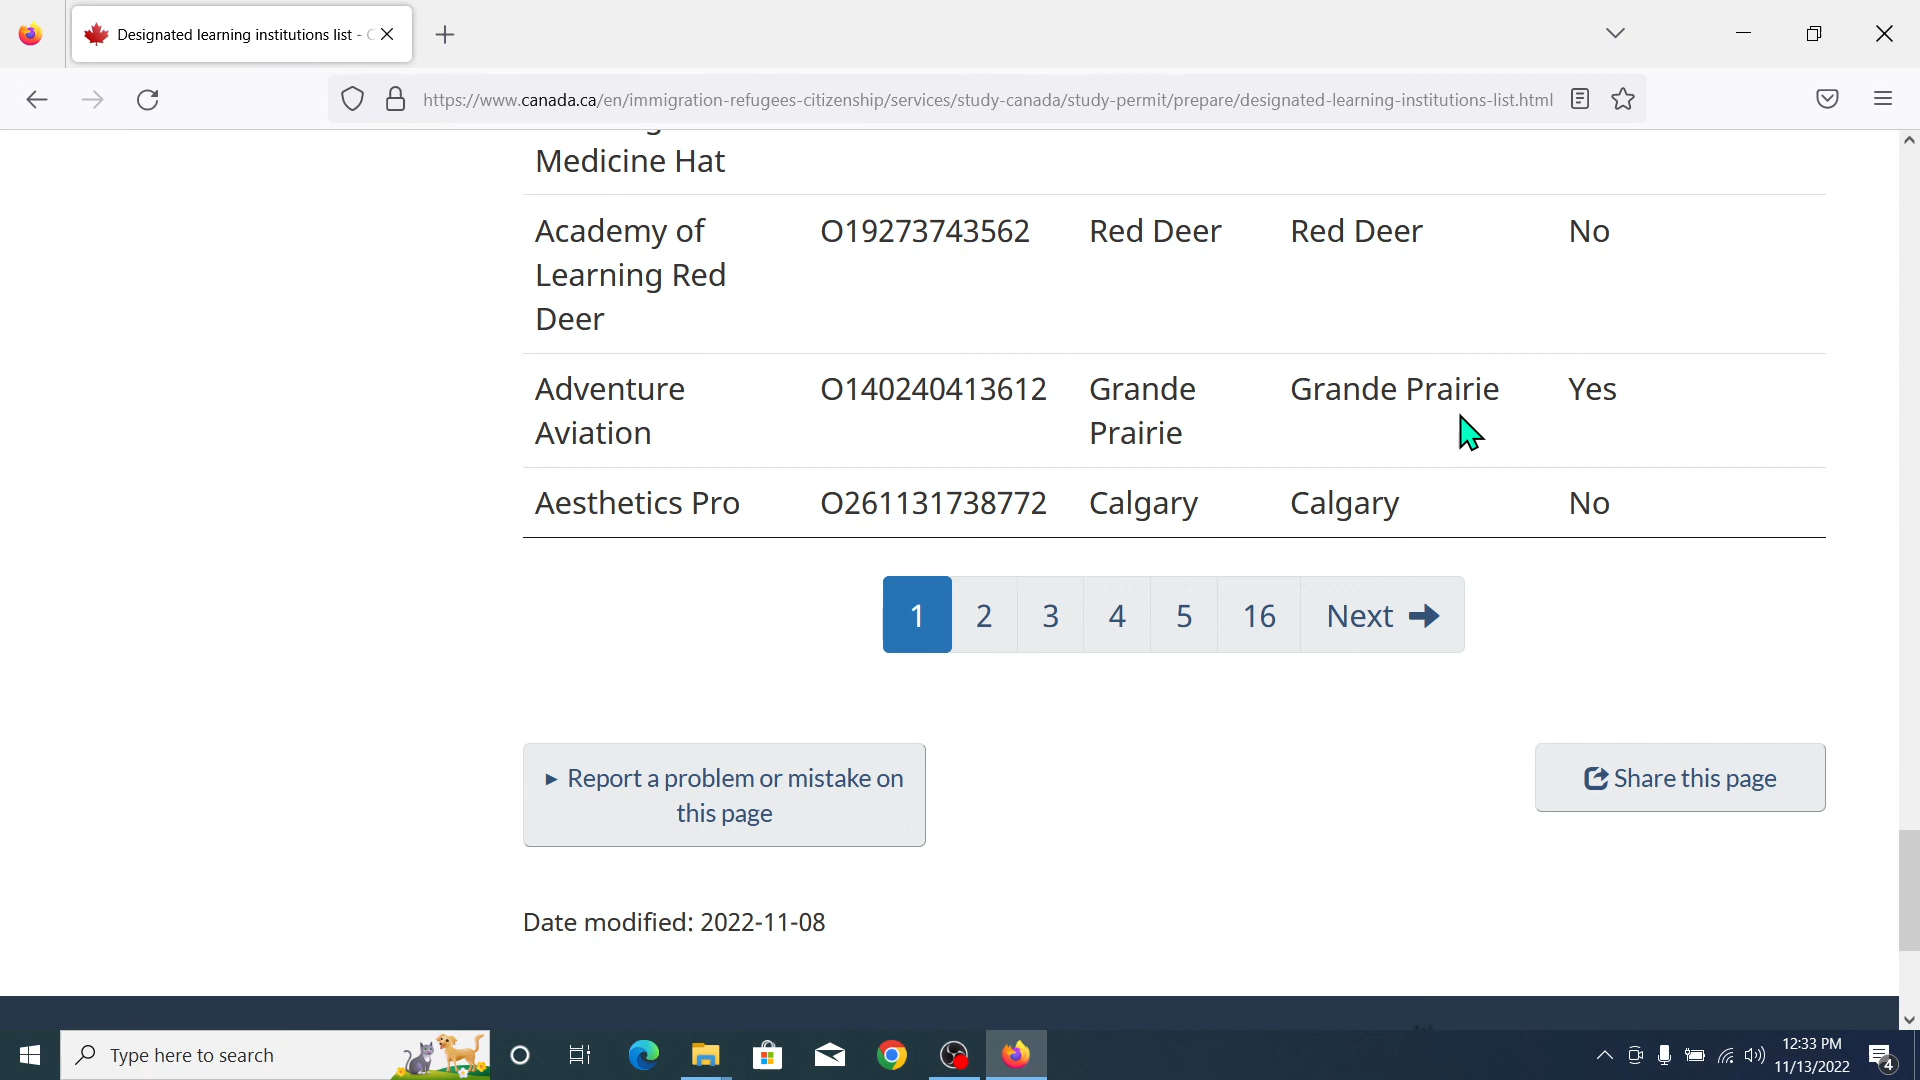 Designated learning institutions list - C
https://www.canada.ca/en/immigration-refugees-citizenship/services/study-canada/study-permit/prepare/designated-learning-institutions-list.html
Medicine Hat
Academy of Learning Red Deer O19273743562 Red Deer Red Deer No
Adventure Aviation O140240413612 Grande Prairie Grande Prairie Yes
Aesthetics Pro O261131738772 Calgary Calgary No
1 2 3 4 5 16 Next
Report a problem or mistake on
this page
Share this page
Date modified: 2022-11-08
Type here to search
12:33 PM
11/13/2022
4